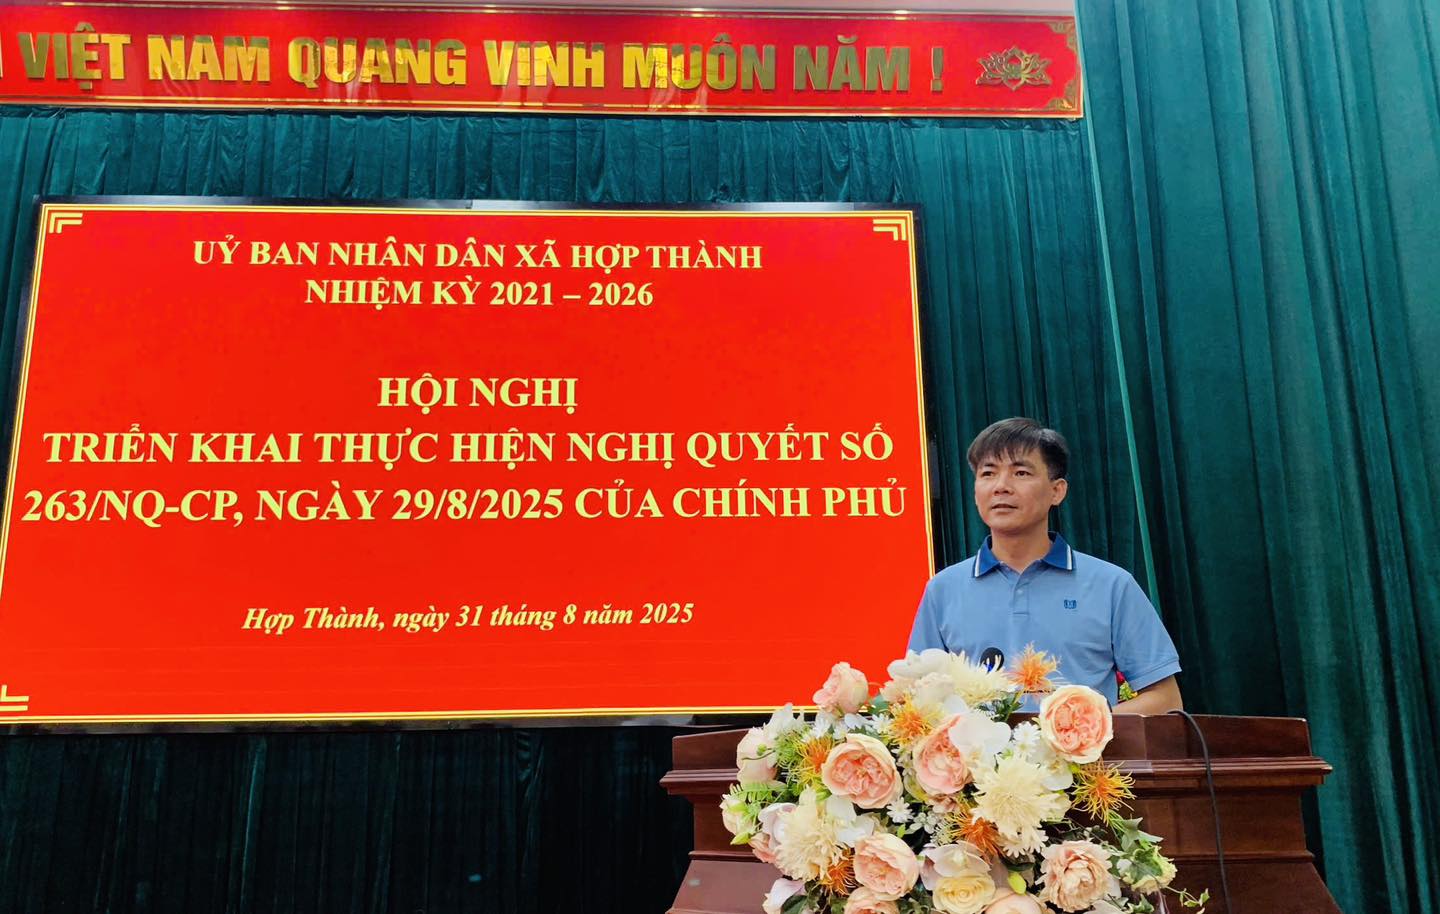 VIỆT NAM QUANG VINH MUÔN NĂM !
UỶ BAN NHÂN DÂN XÃ HỢP THÀNH
NHIỆM KỲ 2021 – 2026
HỘI NGHỊ
TRIỂN KHAI THỰC HIỆN NGHỊ QUYẾT SỐ
263/NQ-CP, NGÀY 29/8/2025 CỦA CHÍNH PHỦ
Hợp Thành, ngày 31 tháng 8 năm 2025